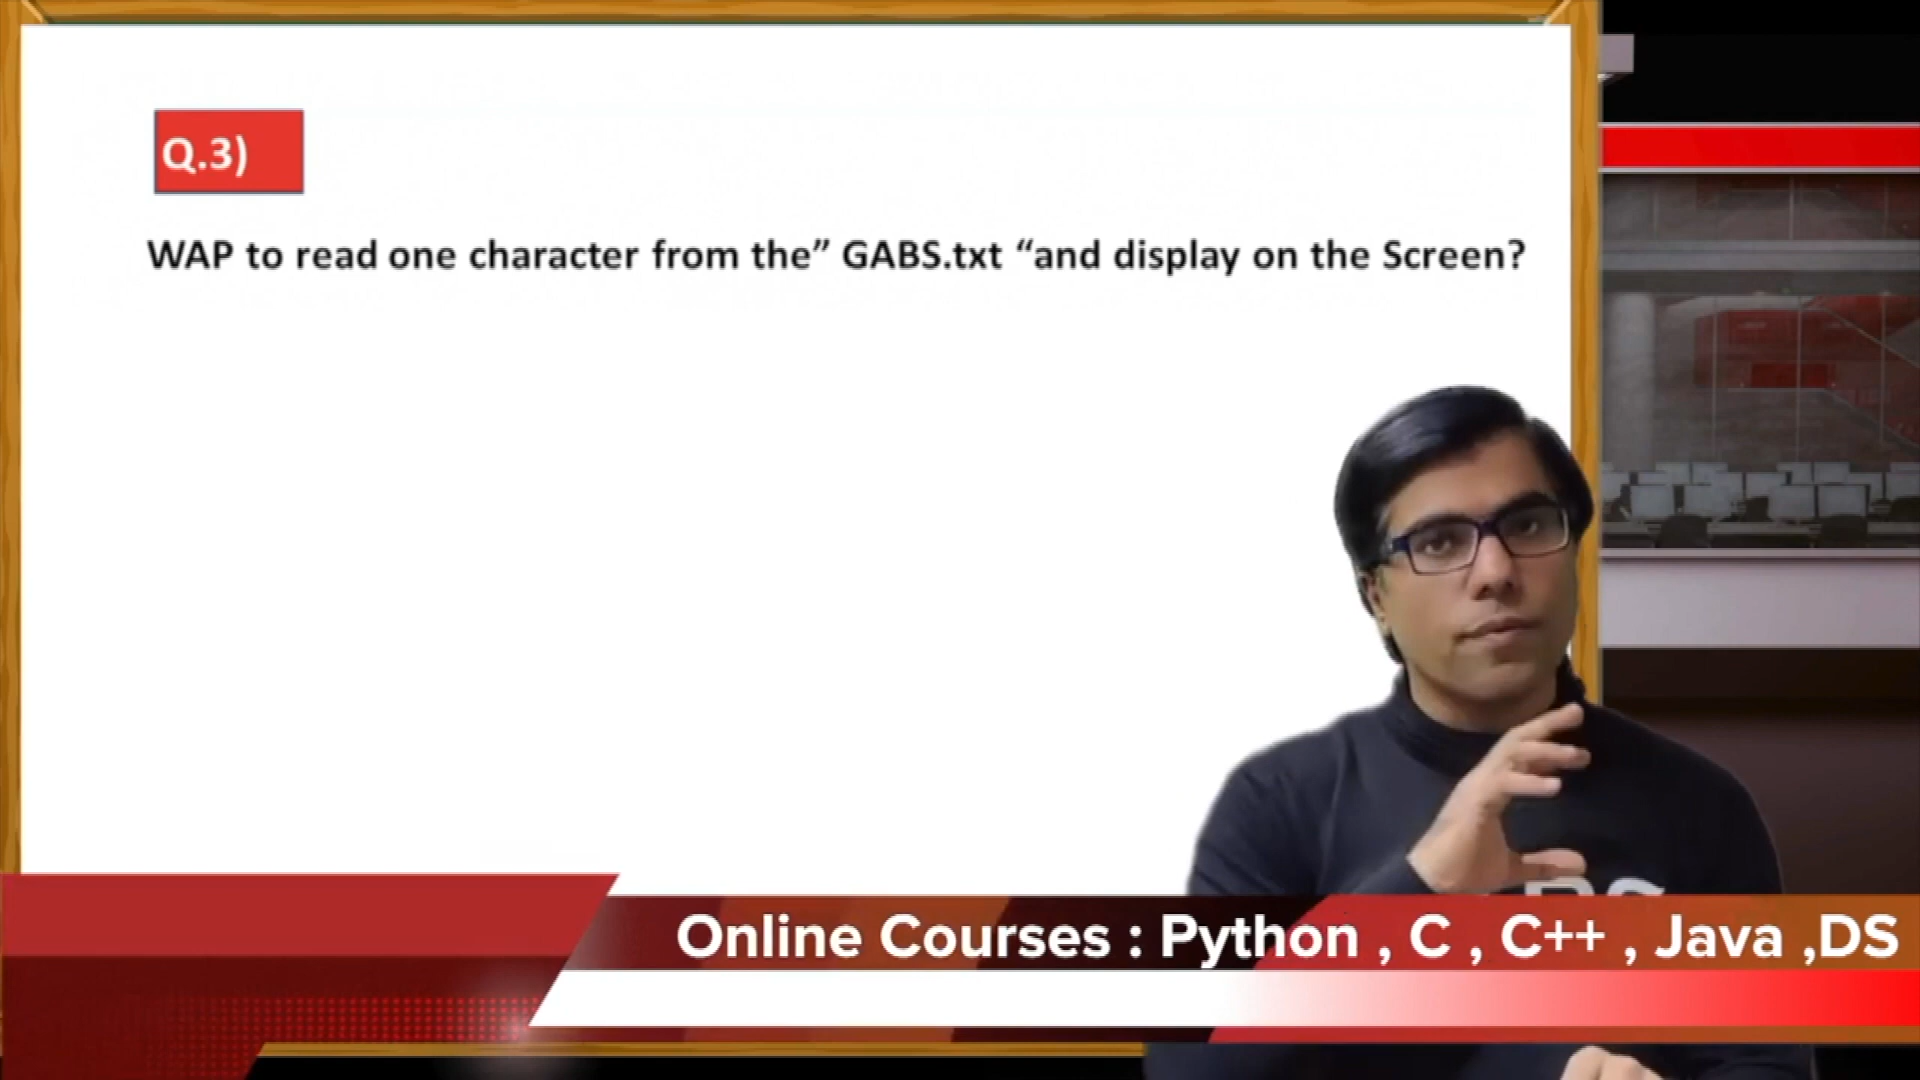 Q.3)
WAP to read one character from the” GABS.txt “and display on the Screen?
Online Courses : Python , C , C++ , Java ,DS